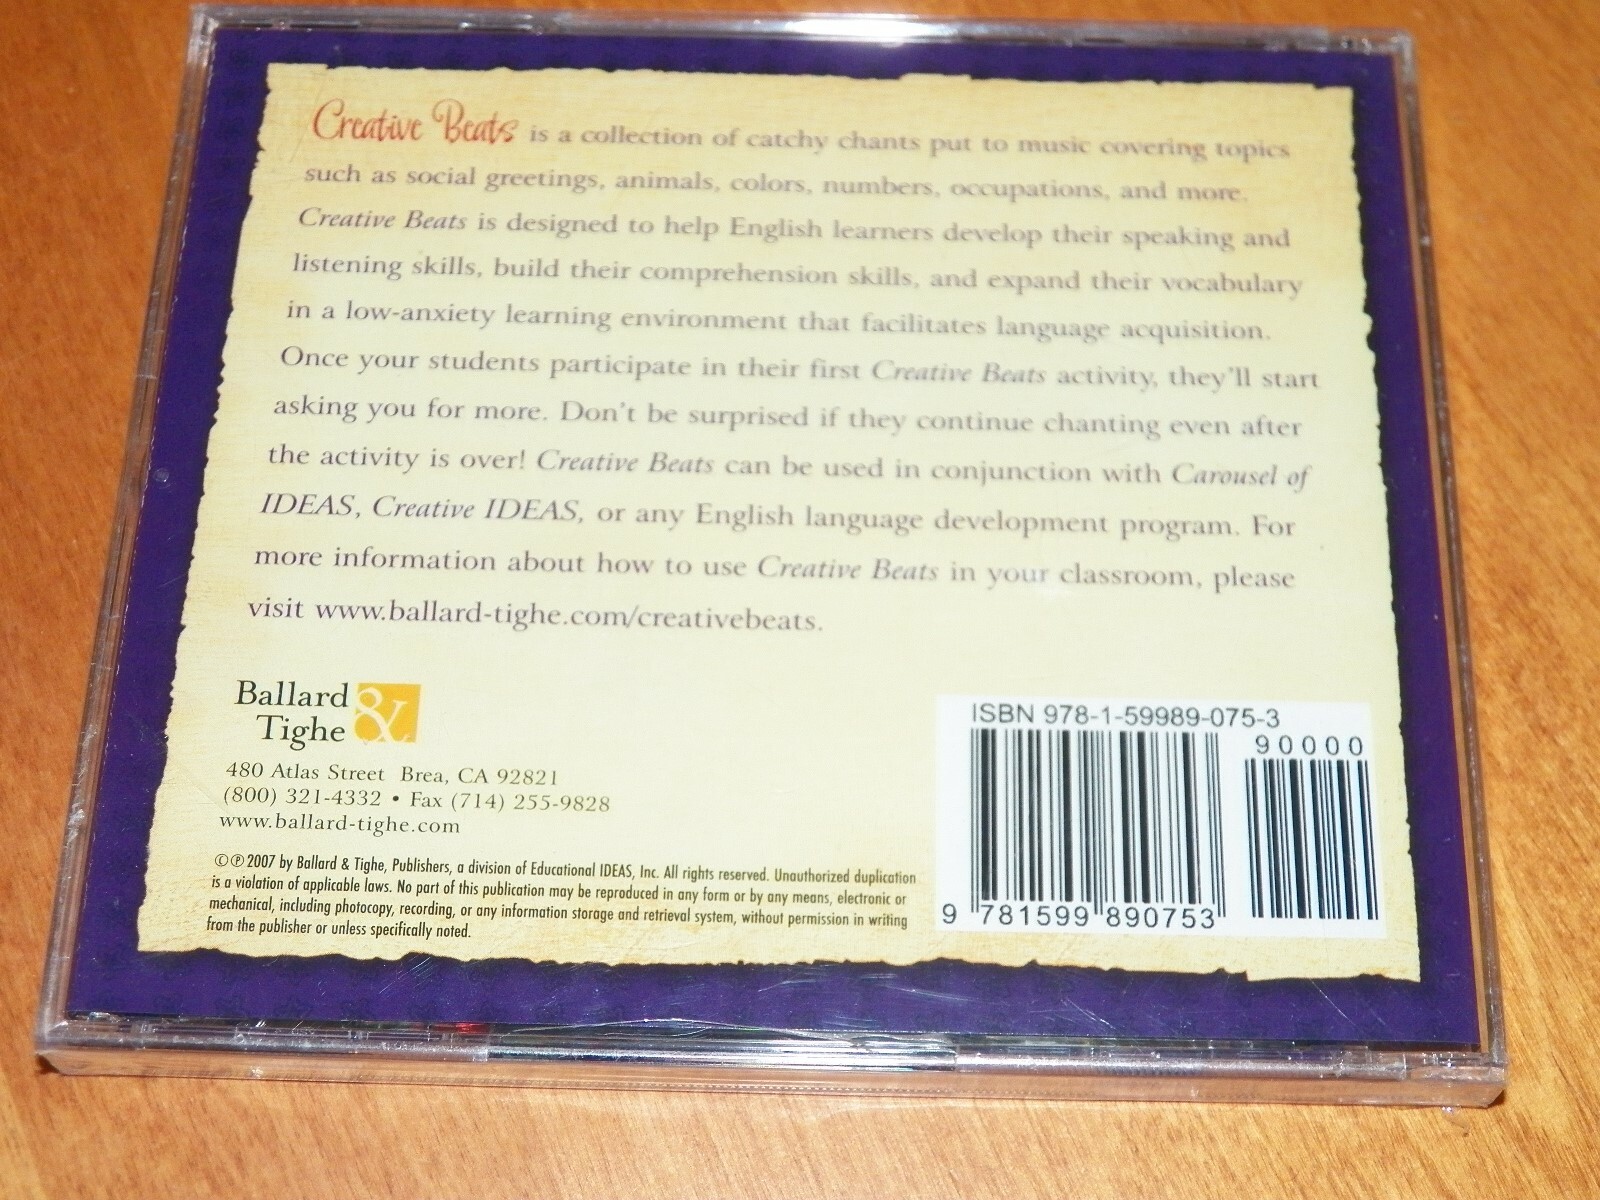 Creative Beats is a collection of catchy chants put to music covering topics
such as social greetings, animals, colors, numbers, occupations, and more.
Creative Beats is designed to help English learners develop their speaking and
listening skills, build their comprehension skills, and expand their vocabulary
in a low-anxiety learning environment that facilitates language acquisition.
Once your students participate in their first Creative Beats activity, they'll start
asking you for more. Don't be surprised if they continue chanting even after
the activity is over! Creative Beats can be used in conjunction with Carousel of
IDEAS, Creative IDEAS, or any English language development program. For
more information about how to use Creative Beats in your classroom, please
visit www.ballard-tighe.com/creativebeats.
Ballard &
Tighe
480 Atlas Street Brea, CA 92821
(800) 321-4332 • Fax (714) 255-9828
www.ballard-tighe.com
©℗2007 by Ballard & Tighe, Publishers, a division of Educational IDEAS, Inc. All rights reserved. Unauthorized duplication
is a violation of applicable laws. No part of this publication may be reproduced in any form or by any means, electronic or
mechanical, including photocopy, recording, or any information storage and retrieval system, without permission in writing
from the publisher or unless specifically noted.
ISBN 978-1-59989-075-3
90000
9 781599 890753